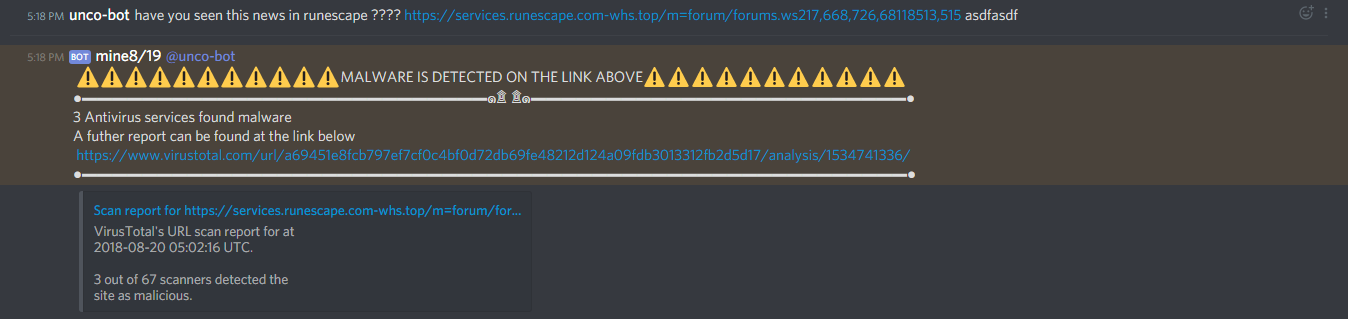 5:18 PM unco-bot have you seen this news in runescape ???? https://services.runescape.com-whs.top/m=forum/forums.ws217,668,726,68118513,515 asdfasdf
5:18 PM BOT mine8/19 @unco-bot
⚠⚠⚠⚠⚠⚠⚠⚠⚠⚠⚠MALWARE IS DETECTED ON THE LINK ABOVE⚠⚠⚠⚠⚠⚠⚠⚠⚠⚠⚠
3 Antivirus services found malware
A futher report can be found at the link below
https://www.virustotal.com/url/a69451e8fcb797ef7cf0c4bf0d72db69fe48212d124a09fdb3013312fb2d5d17/analysis/1534741336/
Scan report for https://services.runescape.com-whs.top/m=forum/for...
VirusTotal's URL scan report for at
2018-08-20 05:02:16 UTC.
3 out of 67 scanners detected the
site as malicious.